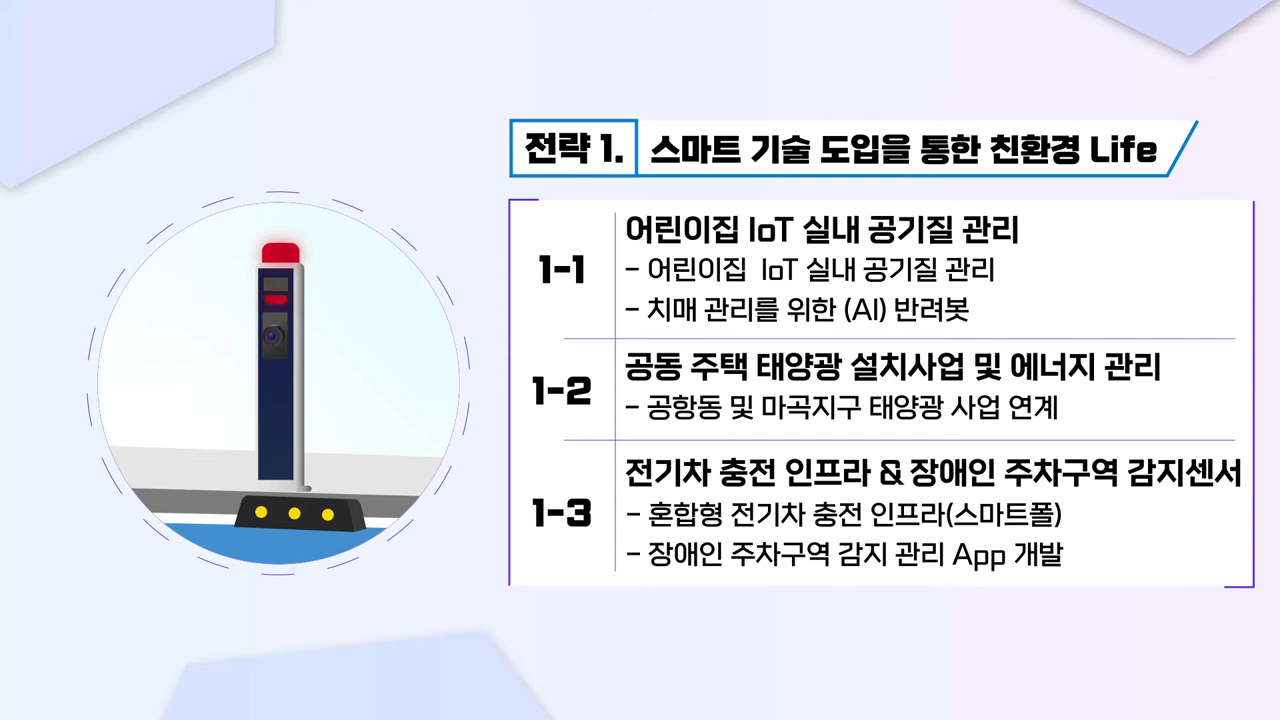 전략 1. 스마트 기술 도입을 통한 친환경 Life
1-1
어린이집 IoT 실내 공기질 관리
- 어린이집 IoT 실내 공기질 관리
- 치매 관리를 위한 (AI) 반려봇
1-2
공동 주택 태양광 설치사업 및 에너지 관리
- 공항동 및 마곡지구 태양광 사업 연계
1-3
전기차 충전 인프라 & 장애인 주차구역 감지센서
- 혼합형 전기차 충전 인프라(스마트폴)
- 장애인 주차구역 감지 관리 App 개발